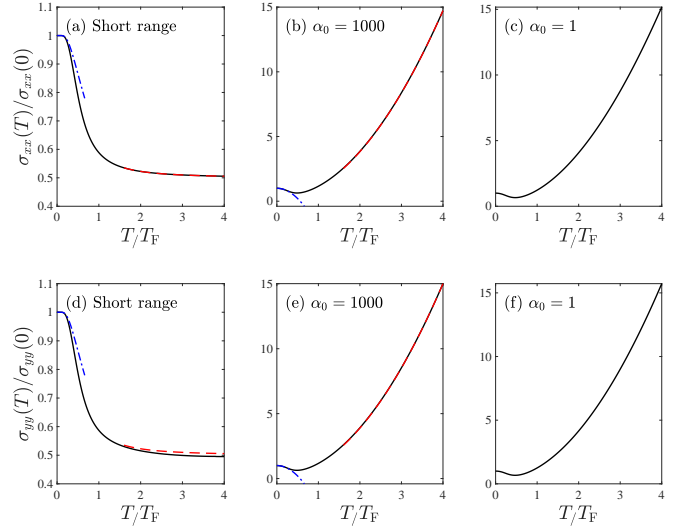 (a) Short range
(b) α₀ = 1000
(c) α₀ = 1
σxx(T)/σxx(0)
1.1
1
0.9
0.8
0.7
0.6
0.5
0.4
0 1 2 3 4
T/TF
15
10
5
0
0 1 2 3 4
T/TF
15
10
5
0
0 1 2 3 4
T/TF
(d) Short range
(e) α₀ = 1000
(f) α₀ = 1
σyy(T)/σyy(0)
1.1
1
0.9
0.8
0.7
0.6
0.5
0.4
0 1 2 3 4
T/TF
15
10
5
0
0 1 2 3 4
T/TF
15
10
5
0
0 1 2 3 4
T/TF